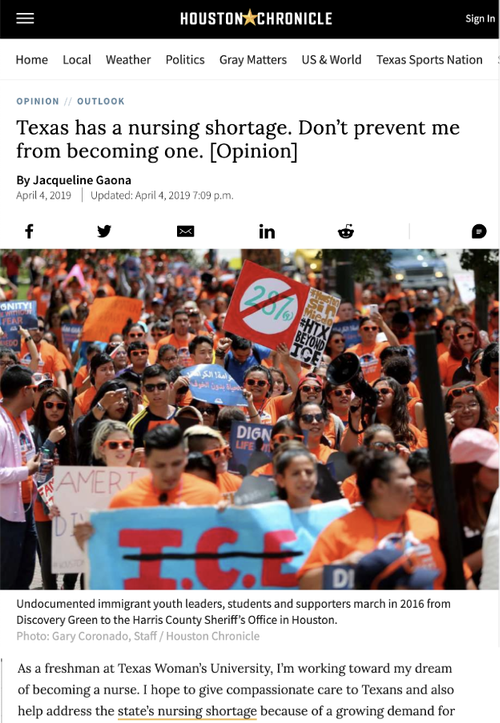 HOUSTON CHRONICLE
Sign In
Home Local Weather Politics Gray Matters US & World Texas Sports Nation
OPINION // OUTLOOK
Texas has a nursing shortage. Don't prevent me
from becoming one. [Opinion]
By Jacqueline Gaona
April 4, 2019 | Updated: April 4, 2019 7:09 p.m.
287(g)
#HTX
BEYOND
ICE
DIGN
LIFE
AMERI
I.C.E
DI
Undocumented immigrant youth leaders, students and supporters march in 2016 from
Discovery Green to the Harris County Sheriff's Office in Houston.
Photo: Gary Coronado, Staff / Houston Chronicle
As a freshman at Texas Woman's University, I'm working toward my dream
of becoming a nurse. I hope to give compassionate care to Texans and also
help address the state's nursing shortage because of a growing demand for